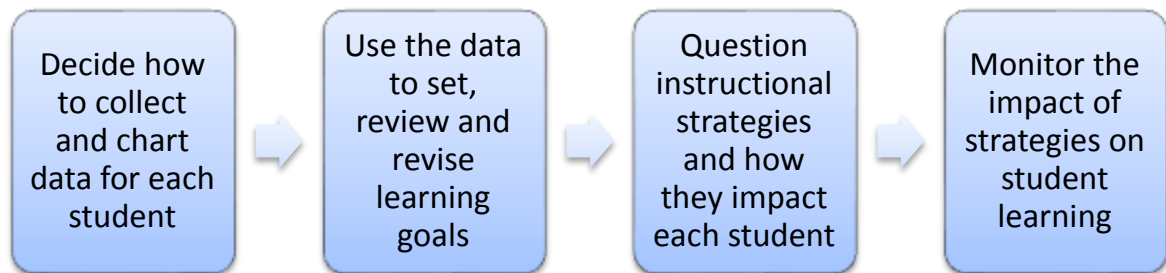 Decide how
to collect
and chart
data for each
student
Use the data
to set,
review and
revise
learning
goals
Question
instructional
strategies
and how
they impact
each student
Monitor the
impact of
strategies on
student
learning